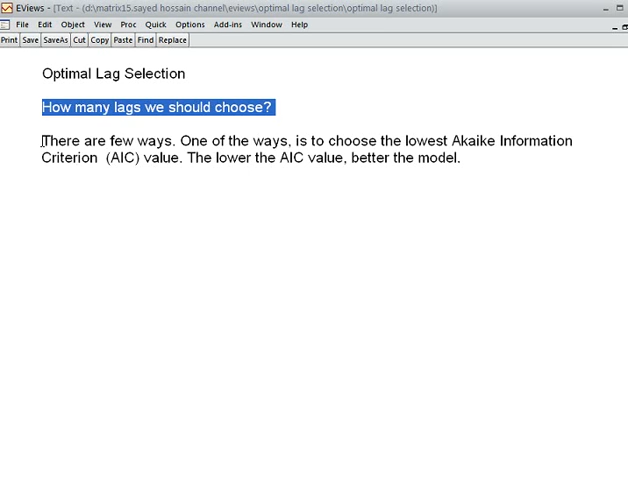 EViews - [Text - (d:\matrix15.sayed hossain channel\eviews\optimal lag selection\optimal lag selection)]
File Edit Object View Proc Quick Options Add-ins Window Help
Print Save SaveAs Cut Copy Paste Find Replace
Optimal Lag Selection
How many lags we should choose?
There are few ways. One of the ways, is to choose the lowest Akaike Information
Criterion (AIC) value. The lower the AIC value, better the model.